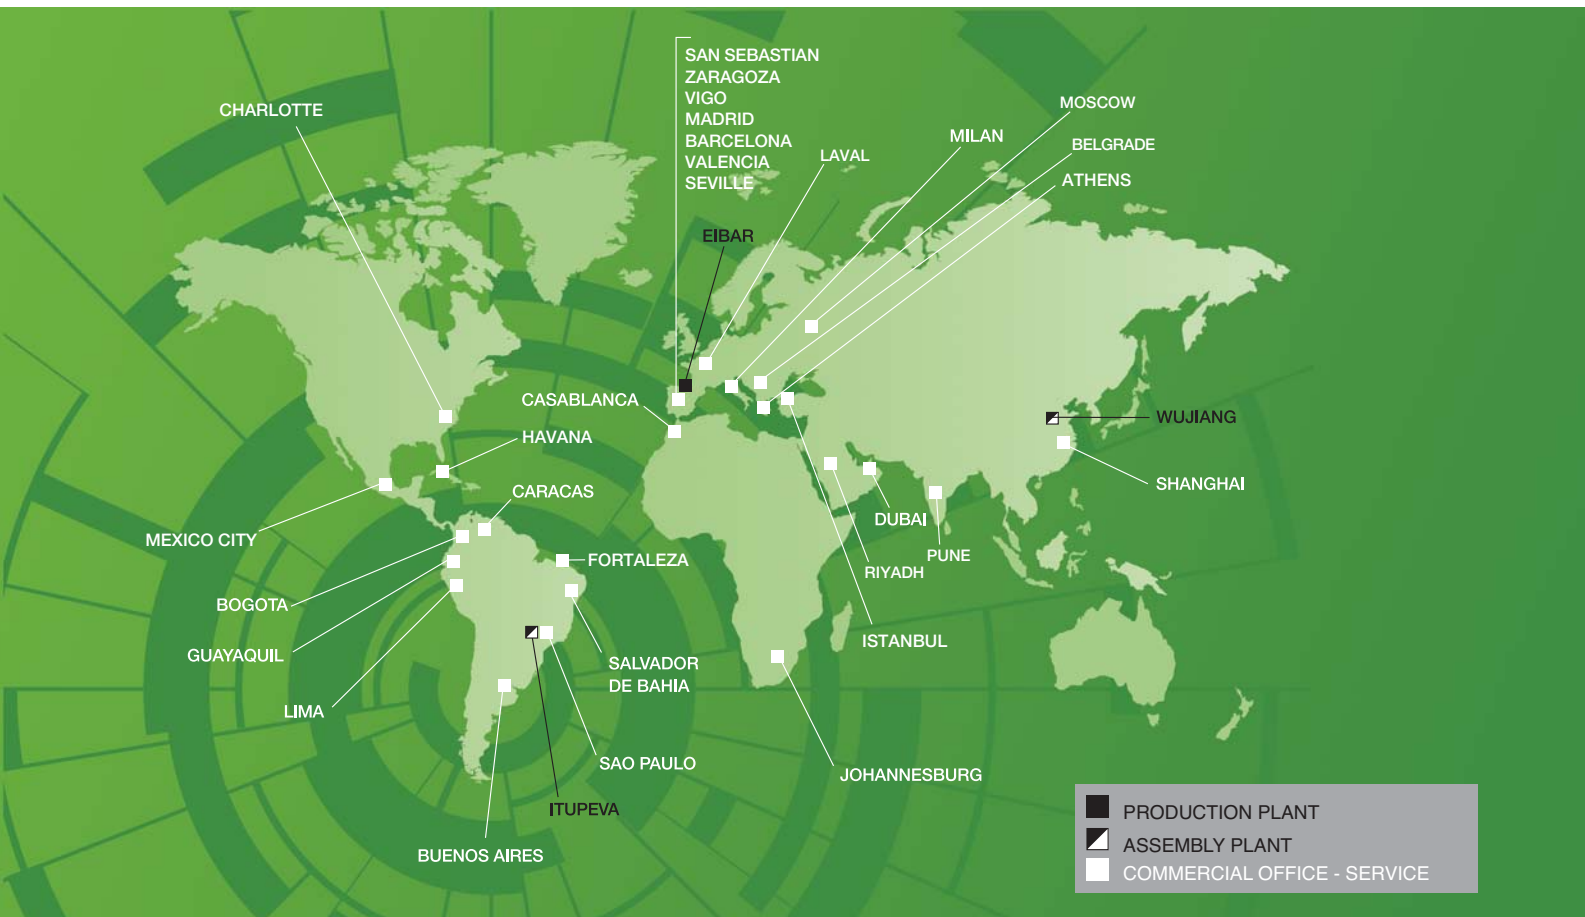 SAN SEBASTIAN
ZARAGOZA
VIGO
MADRID
BARCELONA
VALENCIA
SEVILLE
CHARLOTTE
MOSCOW
MILAN
BELGRADE
LAVAL
ATHENS
EIBAR
CASABLANCA
WUJIANG
HAVANA
SHANGHAI
CARACAS
DUBAI
MEXICO CITY
PUNE
FORTALEZA
RIYADH
BOGOTA
ISTANBUL
GUAYAQUIL
SALVADOR
DE BAHIA
LIMA
SAO PAULO
JOHANNESBURG
ITUPEVA
BUENOS AIRES
PRODUCTION PLANT
ASSEMBLY PLANT
COMMERCIAL OFFICE - SERVICE